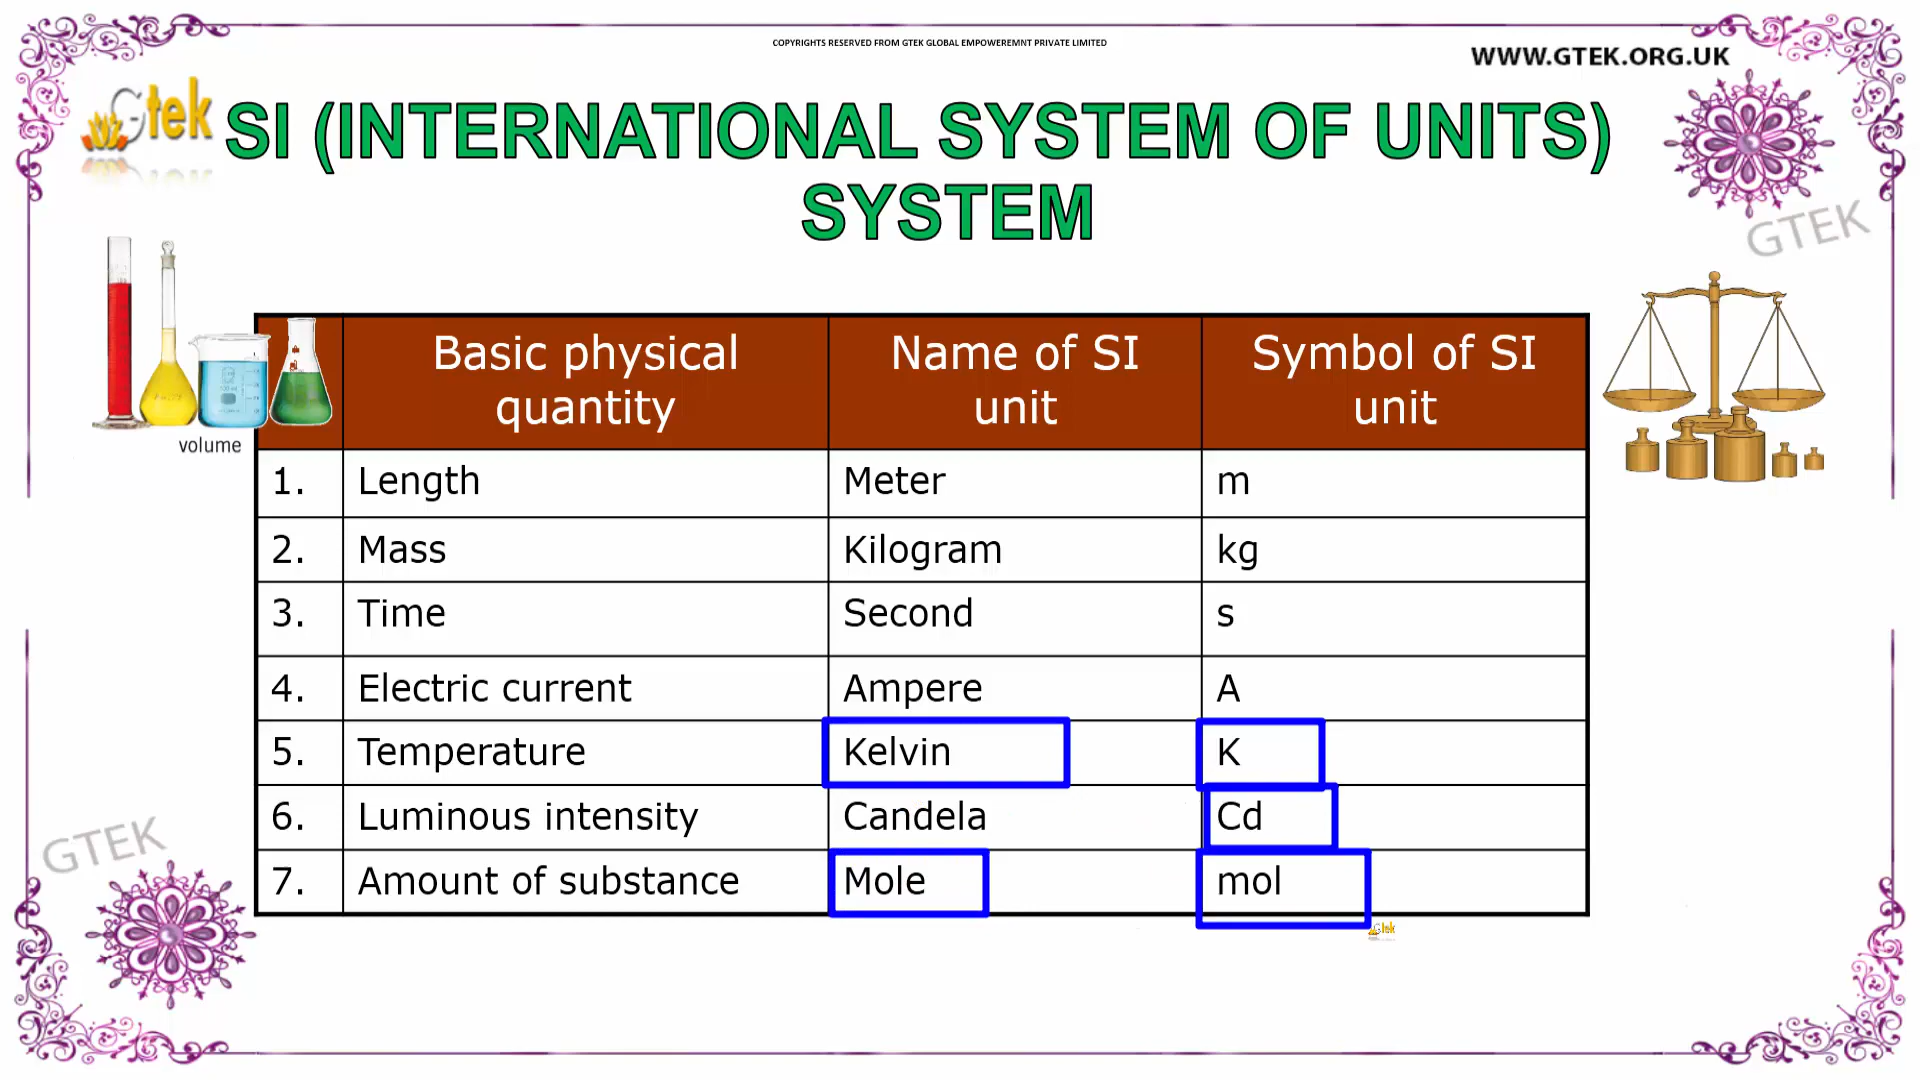 COPYRIGHTS RESERVED FROM GTEK GLOBAL EMPOWEREMNT PRIVATE LIMITED
WWW.GTEK.ORG.UK
Gtek
SI (INTERNATIONAL SYSTEM OF UNITS)
SYSTEM
GTEK
volume
Basic physical quantity Name of SI unit Symbol of SI unit
1. Length Meter m
2. Mass Kilogram kg
3. Time Second s
4. Electric current Ampere A
5. Temperature Kelvin K
6. Luminous intensity Candela Cd
7. Amount of substance Mole mol
GTEK
Gtek